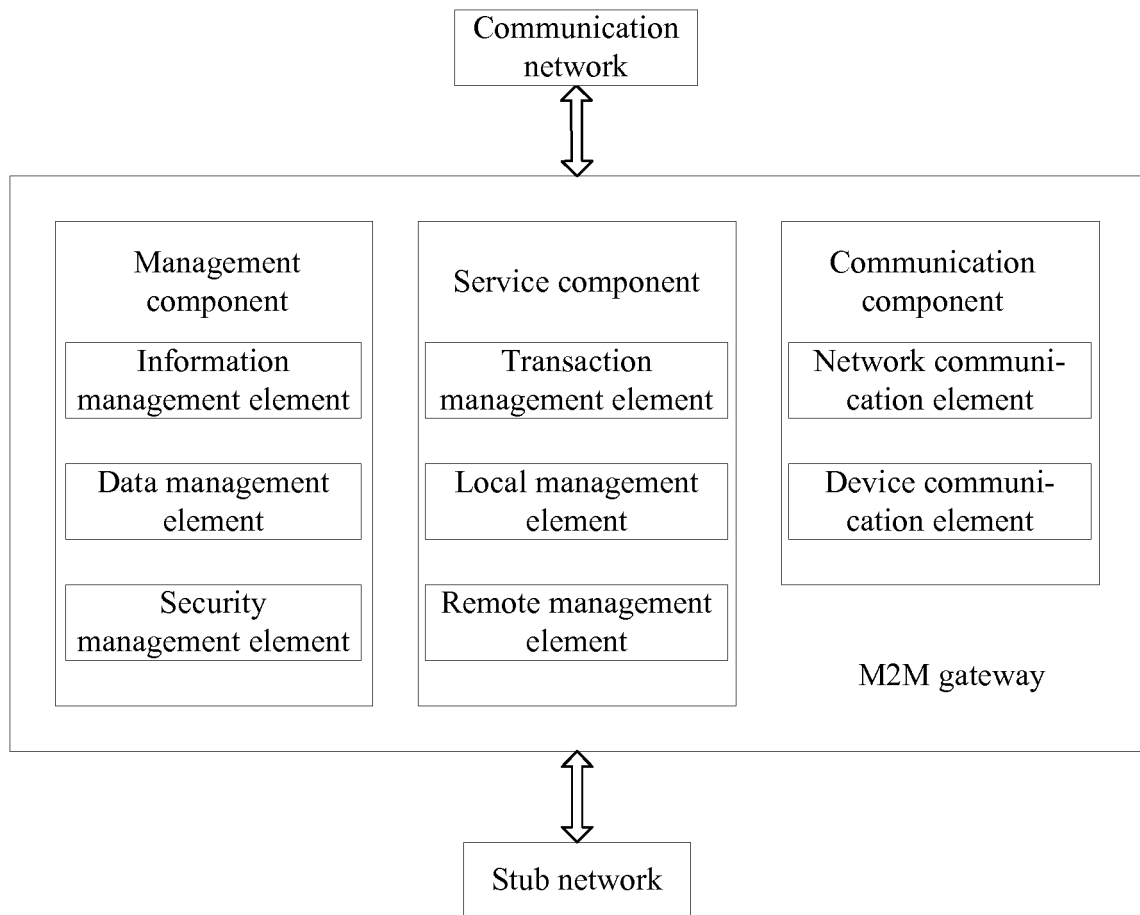 Communication
network
Management
component
Information
management element
Data management
element
Security
management element
Service component
Transaction
management element
Local management
element
Remote management
element
Communication
component
Network communi-
cation element
Device communi-
cation element
M2M gateway
Stub network